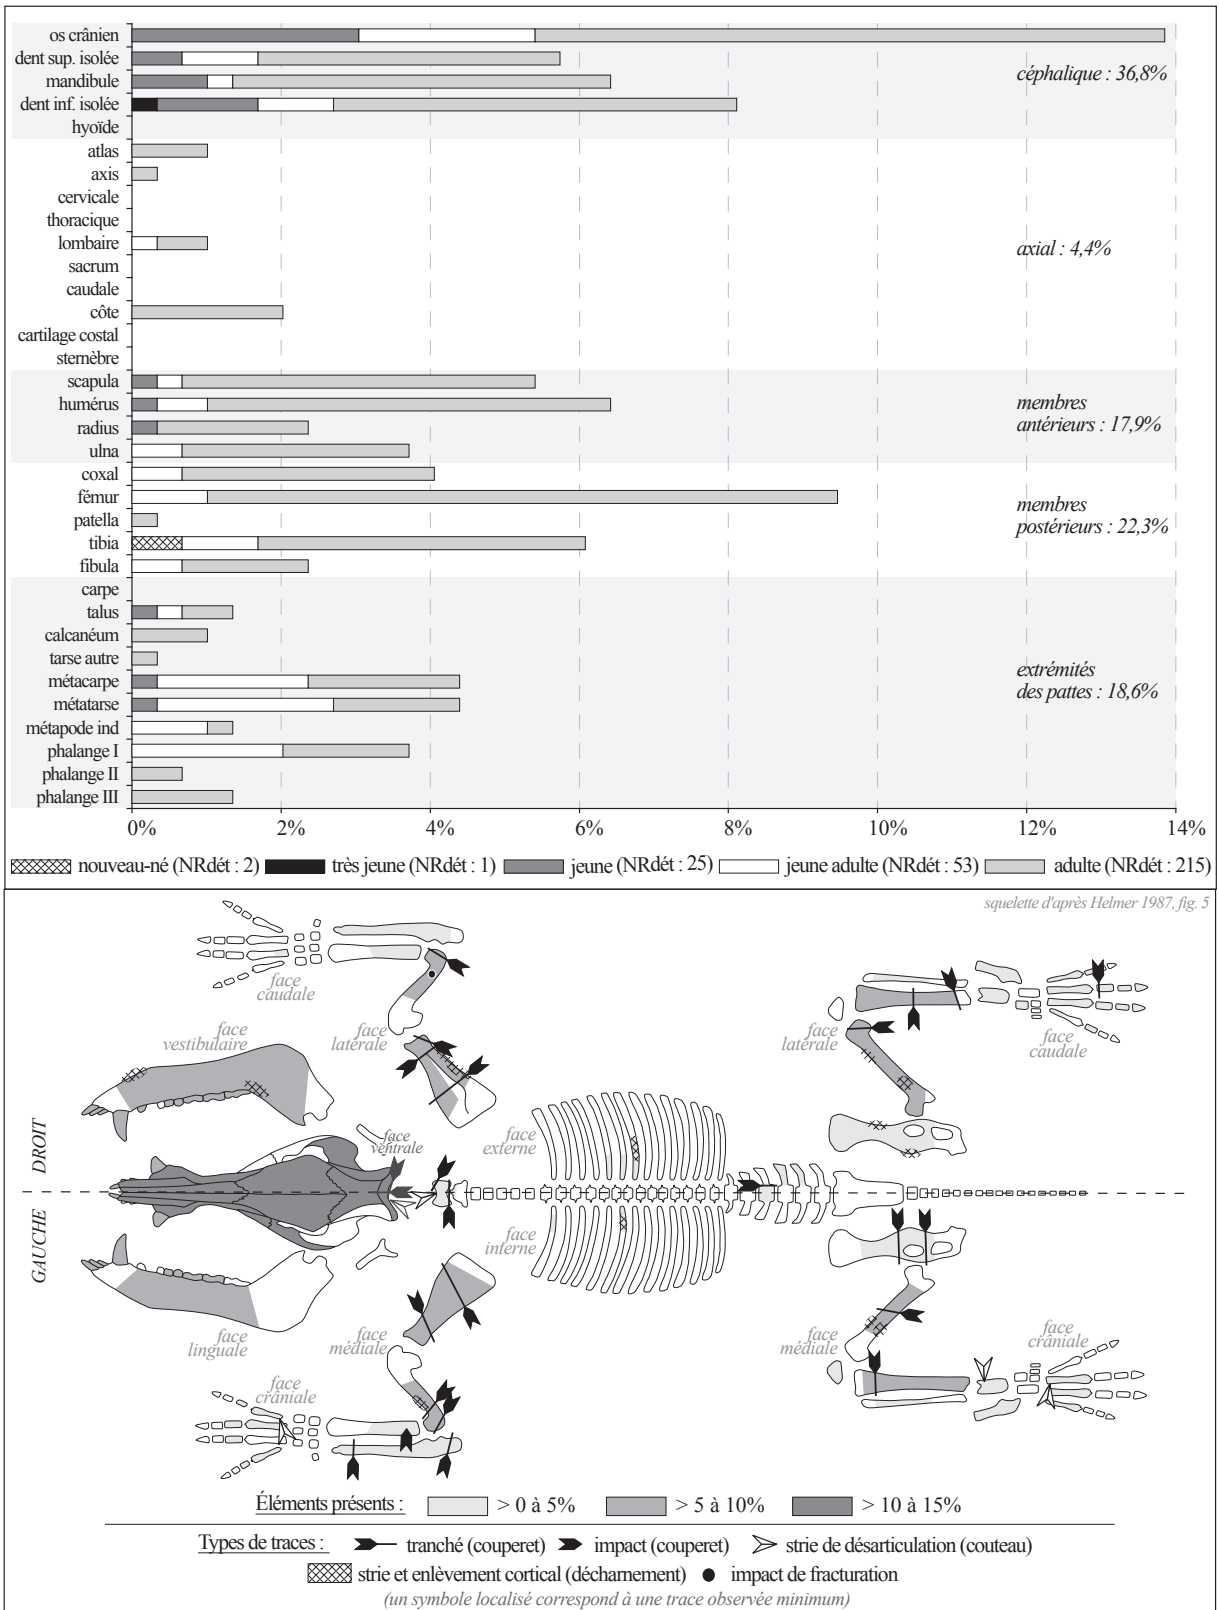 os crânien
dent sup. isolée
mandibule
dent inf. isolée
hyoïde
céphalique : 36,8%
atlas
axis
cervicale
thoracique
lombaire
sacrum
caudale
côte
cartilage costal
sternèbre
axial : 4,4%
scapula
humérus
radius
ulna
membres
antérieurs : 17,9%
coxal
fémur
patella
tibia
fibula
membres
postérieurs : 22,3%
carpe
talus
calcanéum
tarse autre
métacarpe
métatarse
métapode ind
phalange I
phalange II
phalange III
extrémités
des pattes : 18,6%
0% 2% 4% 6% 8% 10% 12% 14%
nouveau-né (NRdét : 2) très jeune (NRdét : 1) jeune (NRdét : 25) jeune adulte (NRdét : 53) adulte (NRdét : 215)
squelette d'après Helmer 1987, fig. 5
face
caudale
face
vestibulaire
face
latérale
face
latérale
face
caudale
face
ventrale
face
externe
DROIT
GAUCHE
face
interne
face
linguale
face
médiale
face
médiale
face
crâniale
face
crâniale
Éléments présents : > 0 à 5% > 5 à 10% > 10 à 15%
Types de traces : tranché (couperet) impact (couperet) strie de désarticulation (couteau)
strie et enlèvement cortical (décharnement) impact de fracturation
(un symbole localisé correspond à une trace observée minimum)